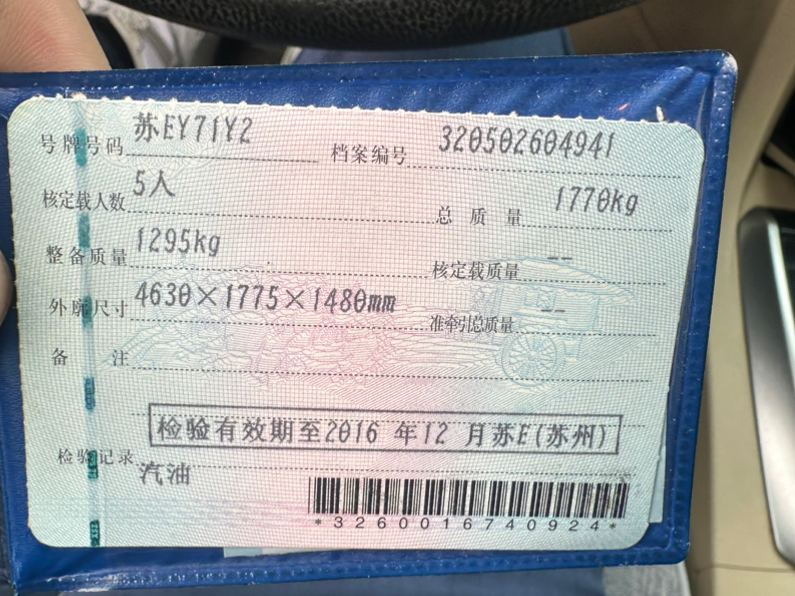 号牌号码 苏EY71Y2 档案编号 320502604941
核定载人数 5人 总质量 1770kg
整备质量 1295kg 核定载质量 --
外廓尺寸 4630×1775×1480mm 准牵引总质量 --
备注
检验有效期至2016年12月苏E(苏州)
检验记录
汽油
*3260016740924*